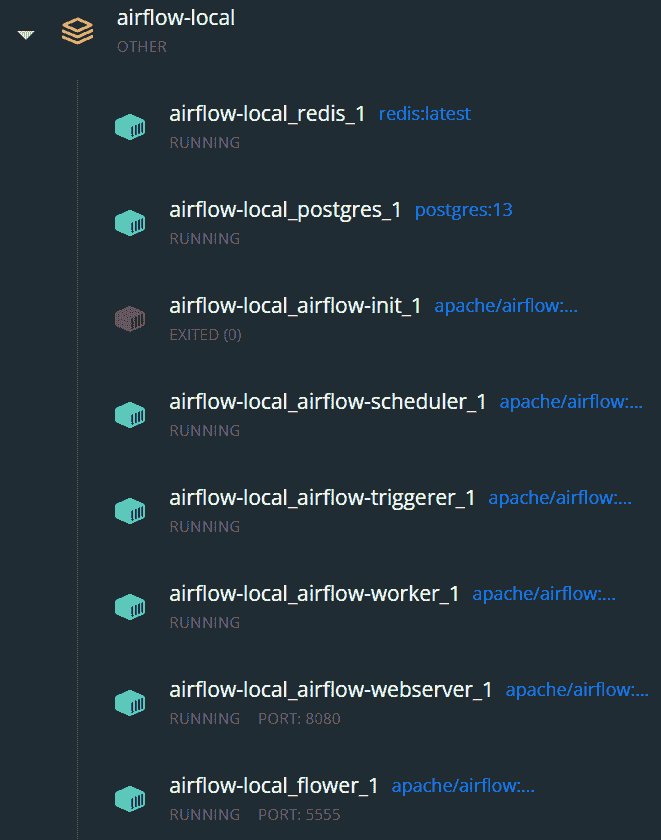 airflow-local
OTHER
airflow-local_redis_1 redis:latest
RUNNING
airflow-local_postgres_1 postgres:13
RUNNING
airflow-local_airflow-init_1 apache/airflow:...
EXITED (0)
airflow-local_airflow-scheduler_1 apache/airflow:...
RUNNING
airflow-local_airflow-triggerer_1 apache/airflow:...
RUNNING
airflow-local_airflow-worker_1 apache/airflow:...
RUNNING
airflow-local_airflow-webserver_1 apache/airflow:...
RUNNING PORT: 8080
airflow-local_flower_1 apache/airflow:...
RUNNING PORT: 5555